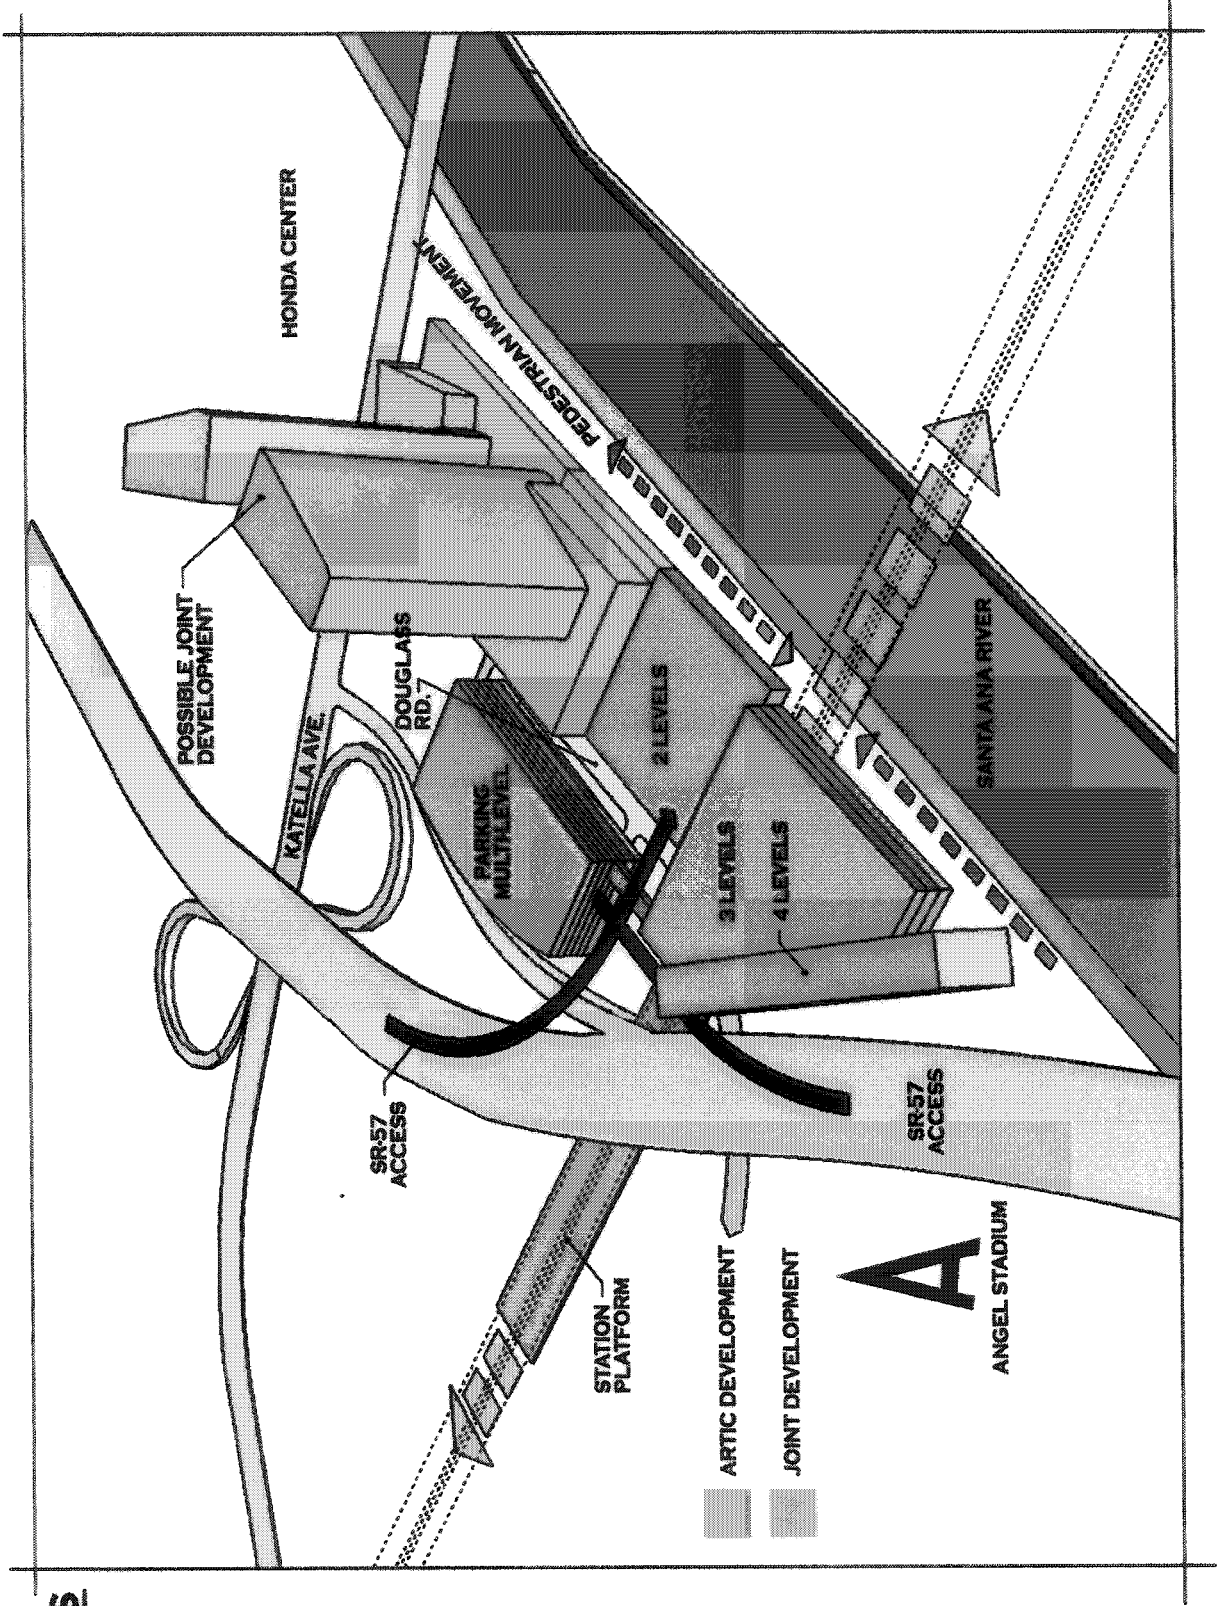 HONDA CENTER
POSSIBLE JOINT
DEVELOPMENT
KATELLA AVE.
DOUGLASS
RD.
PEDESTRIAN MOVEMENT
PARKING
MULTI-LEVEL
2 LEVELS
3 LEVELS
4 LEVELS
SR-57
ACCESS
SANTA ANA RIVER
SR-57
ACCESS
STATION
PLATFORM
A
ANGEL STADIUM
ARTIC DEVELOPMENT
JOINT DEVELOPMENT